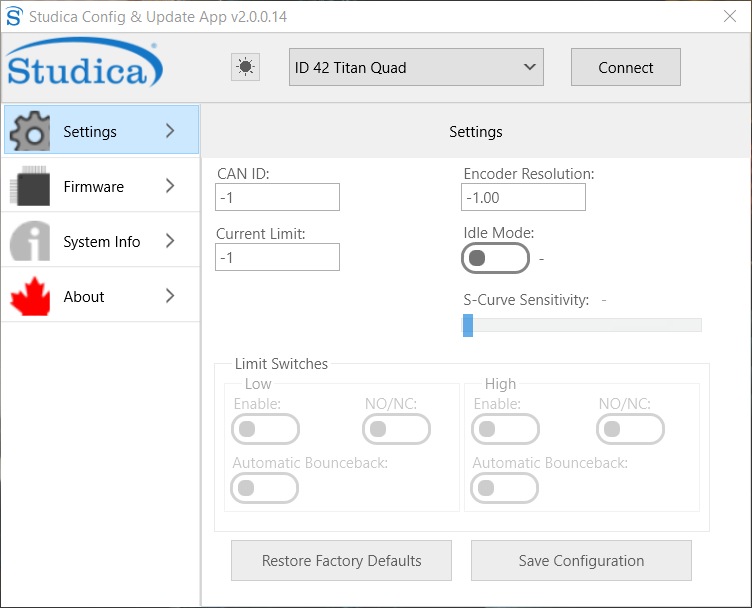 Studica Config & Update App v2.0.0.14
Studica
ID 42 Titan Quad
Connect
Settings
Firmware
System Info
About
Settings
CAN ID:
-1
Encoder Resolution:
-1.00
Current Limit:
-1
Idle Mode:
-
S-Curve Sensitivity: -
Limit Switches
Low
Enable:
NO/NC:
Automatic Bounceback:
High
Enable:
NO/NC:
Automatic Bounceback:
Restore Factory Defaults
Save Configuration